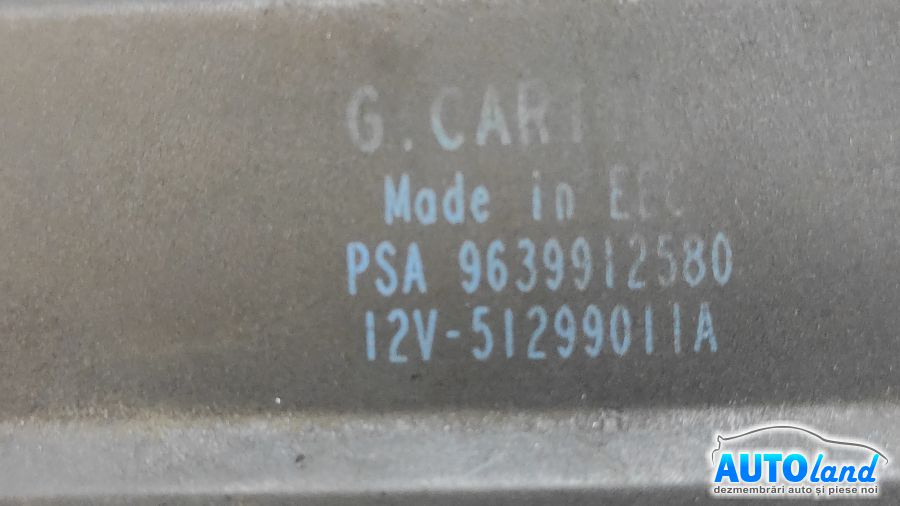 Made in EEC
PSA 9639912580
12V-51299011A
AUTOland
dezmembrări auto și piese noi